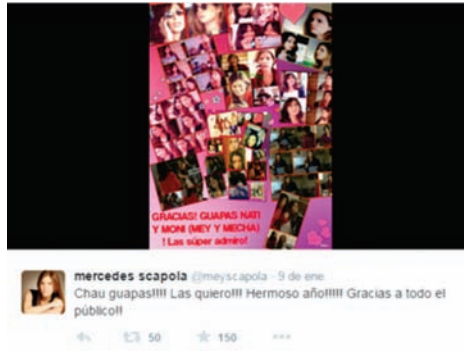 GRACIAS! GUAPAS NATI
Y MONI (MEY Y MECHA)
! Las súper admiro!
mercedes scapola @meyscapola · 9 de ene.
Chau guapas!!!! Las quiero!!! Hermoso año!!!!! Gracias a todo el
público!!
50 150